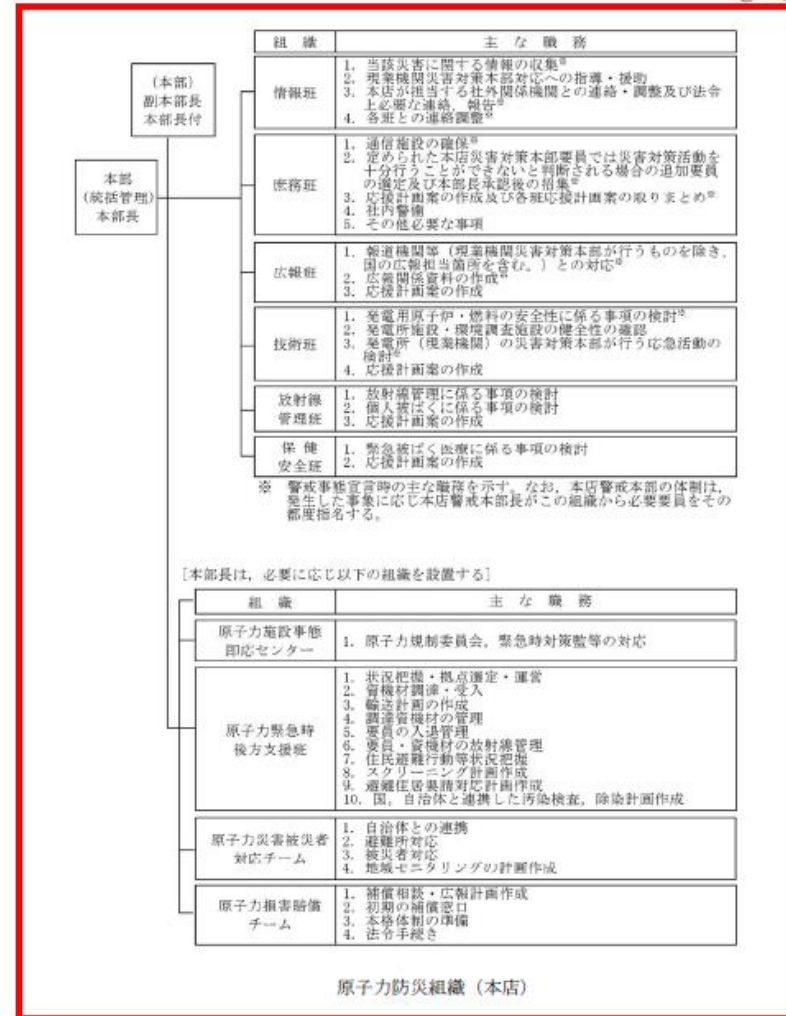 組織 主な職務
(本部)
副本部長
本部長付
本部
(統括管理)
本部長
情報班
1. 当該災害に関する情報の収集※
2. 現業機関災害対策本部対応への指導・援助
3. 本店が担当する社外関係機関との連絡・調整及び法令
上必要な連絡,報告※
4. 各班との連絡調整※
庶務班
1. 通信施設の確保※
2. 定められた本店災害対策本部要員では災害対策活動を
十分行うことができないと判断される場合の追加要員
の選定及び本部長承認後の招集※
3. 応援計画案の作成及び各班応援計画案の取りまとめ※
4. 社内警備
5. その他必要な事項
広報班
1. 報道機関等(現業機関災害対策本部が行うものを除き,
国の広報担当箇所を含む。)との対応※
2. 広報関係資料の作成※
3. 応援計画案の作成
技術班
1. 発電用原子炉・燃料の安全性に係る事項の検討※
2. 発電所施設・環境調査施設の健全性の確認
3. 発電所(現業機関)の災害対策本部が行う応急活動の
検討※
4. 応援計画案の作成
放射線
管理班
1. 放射線管理に係る事項の検討
2. 個人被ばくに係る事項の検討
3. 応援計画案の作成
保健
安全班
1. 緊急被ばく医療に係る事項の検討
2. 応援計画案の作成
※ 警戒事態宣言時の主な職務を示す。なお,本店警戒本部の体制は,
発生した事象に応じ本店警戒本部長がこの組織から必要要員をその
都度指名する。
[本部長は,必要に応じ以下の組織を設置する]
組織 主な職務
原子力施設事態
即応センター
1. 原子力規制委員会,緊急時対策監等の対応
原子力緊急時
後方支援班
1. 状況把握・拠点選定・運営
2. 資機材調達・受入
3. 輸送計画の作成
4. 調達資機材の管理
5. 要員の入退管理
6. 要員・資機材の放射線管理
7. 住民避難行動等状況把握
8. スクリーニング計画作成
9. 避難住居要請対応計画作成
10. 国,自治体と連携した汚染検査,除染計画作成
原子力災害被災者
対応チーム
1. 自治体との連携
2. 避難所対応
3. 被災者対応
4. 地域モニタリングの計画作成
原子力損害賠償
チーム
1. 補償相談・広報計画作成
2. 初期の補償窓口
3. 本格体制の準備
4. 法令手続き
原子力防災組織(本店)